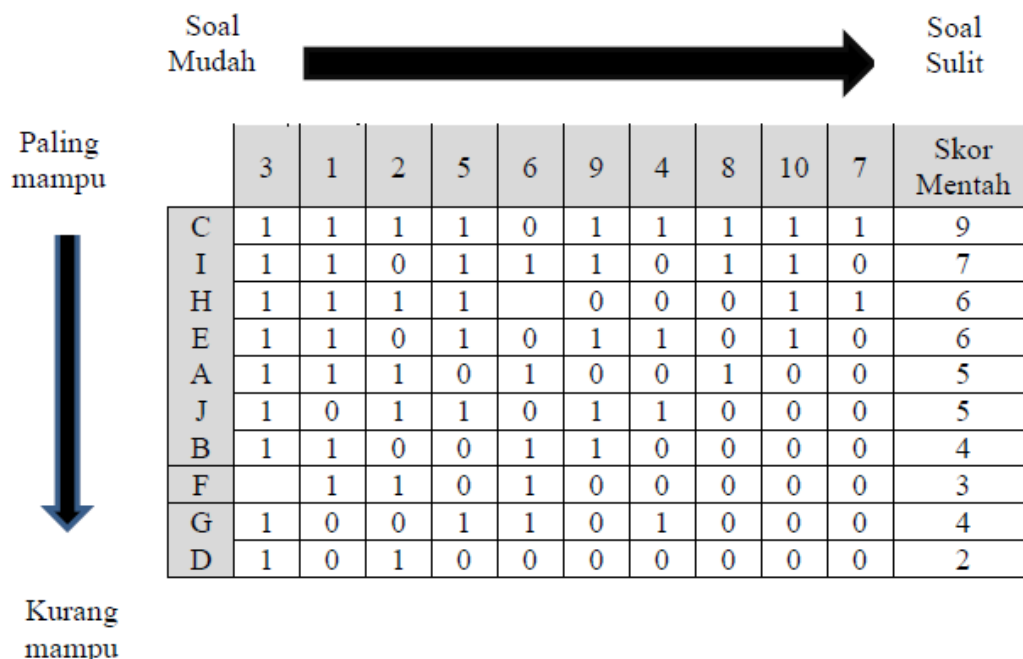 Soal
Mudah
Soal
Sulit
Paling
mampu
3 1 2 5 6 9 4 8 10 7 Skor
Mentah
C 1 1 1 1 0 1 1 1 1 1 9
I 1 1 0 1 1 1 0 1 1 0 7
H 1 1 1 1 0 0 0 1 1 6
E 1 1 0 1 0 1 1 0 1 0 6
A 1 1 1 0 1 0 0 1 0 0 5
J 1 0 1 1 0 1 1 0 0 0 5
B 1 1 0 0 1 1 0 0 0 0 4
F 1 1 0 1 0 0 0 0 0 3
G 1 0 0 1 1 0 1 0 0 0 4
D 1 0 1 0 0 0 0 0 0 0 2
Kurang
mampu